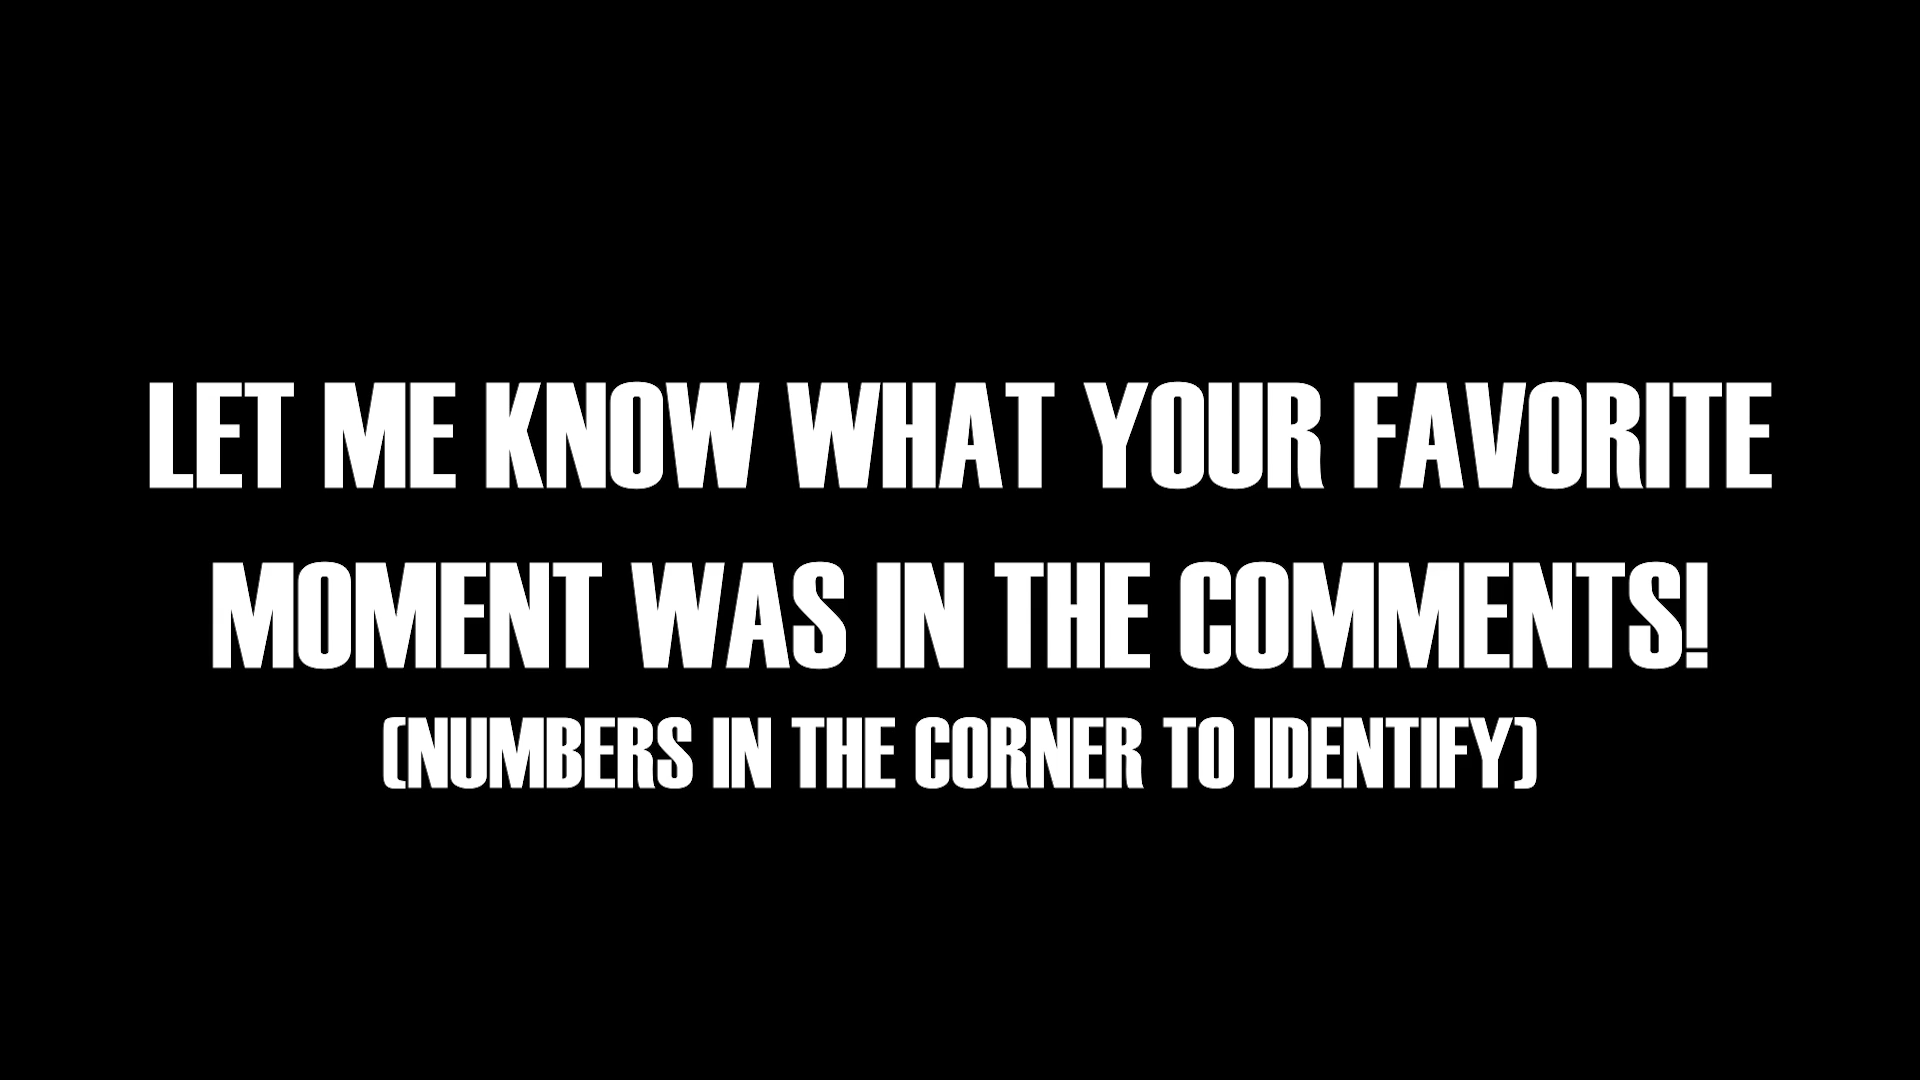 LET ME KNOW WHAT YOUR FAVORITE
MOMENT WAS IN THE COMMENTS!
(NUMBERS IN THE CORNER TO IDENTIFY)